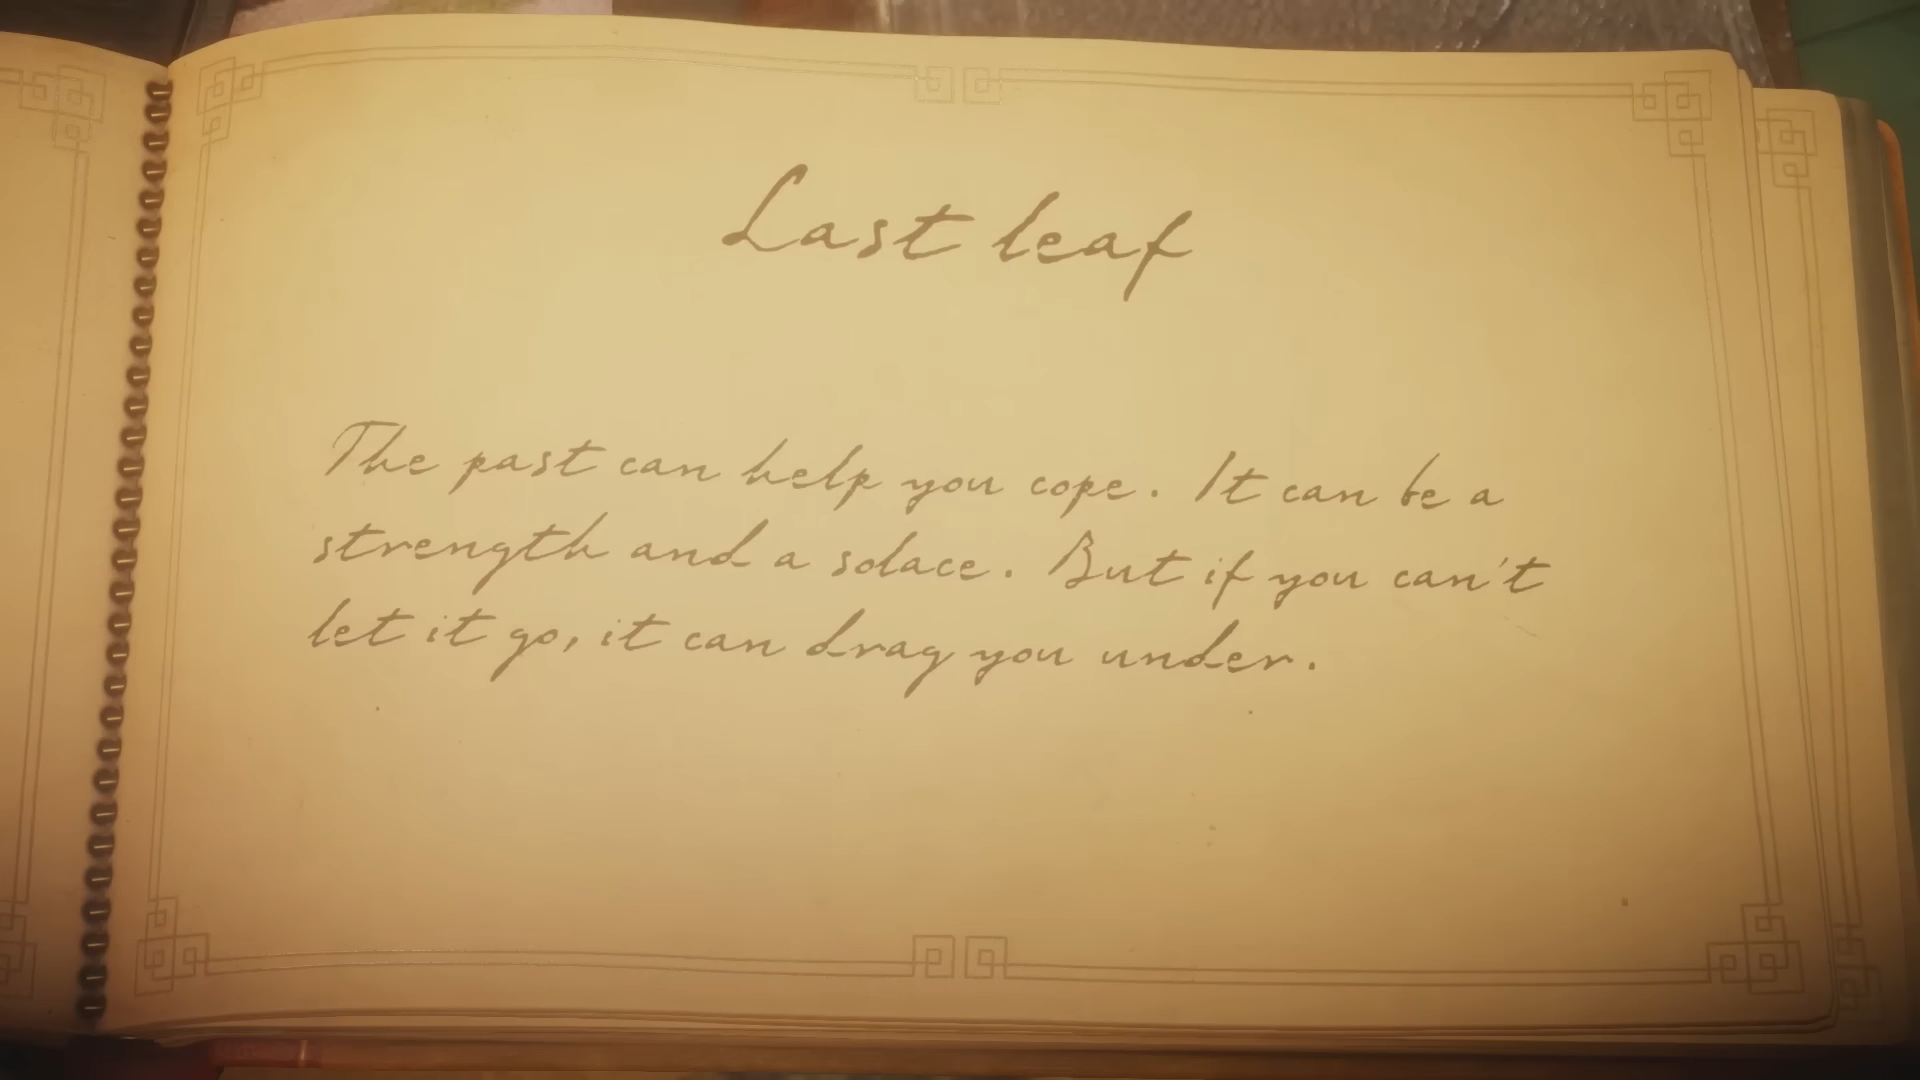 Last leaf
The past can help you cope. It can be a
strength and a solace. But if you can't
let it go, it can drag you under.